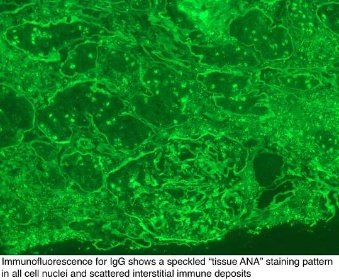 Immunofluorescence for IgG shows a speckled "tissue ANA" staining pattern
in all cell nuclei and scattered interstitial immune deposits